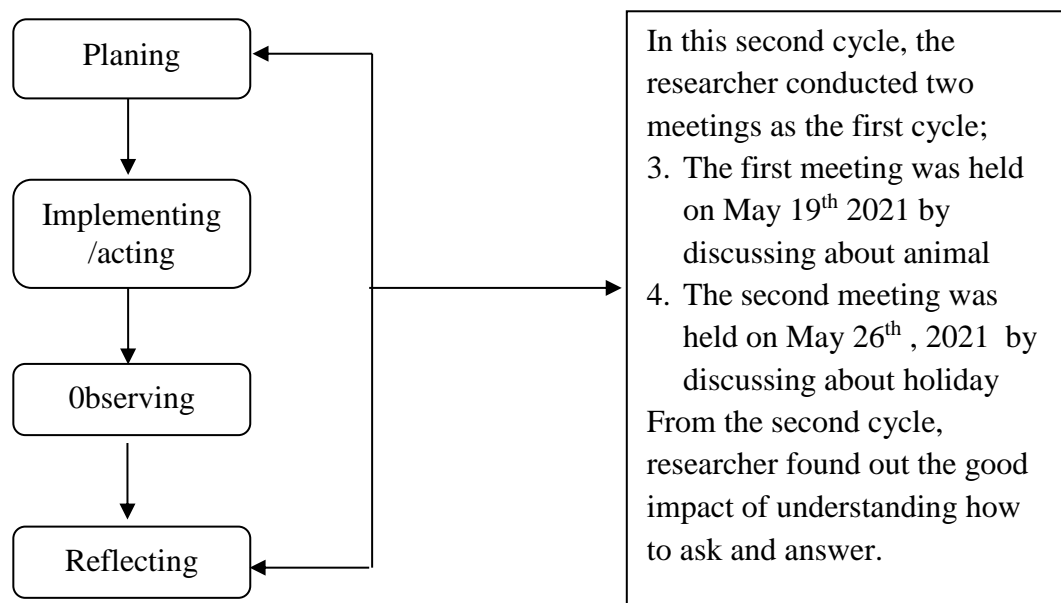 Planing
Implementing
/acting
0bserving
Reflecting
In this second cycle, the
researcher conducted two
meetings as the first cycle;
3. The first meeting was held
on May 19th 2021 by
discussing about animal
4. The second meeting was
held on May 26th , 2021 by
discussing about holiday
From the second cycle,
researcher found out the good
impact of understanding how
to ask and answer.